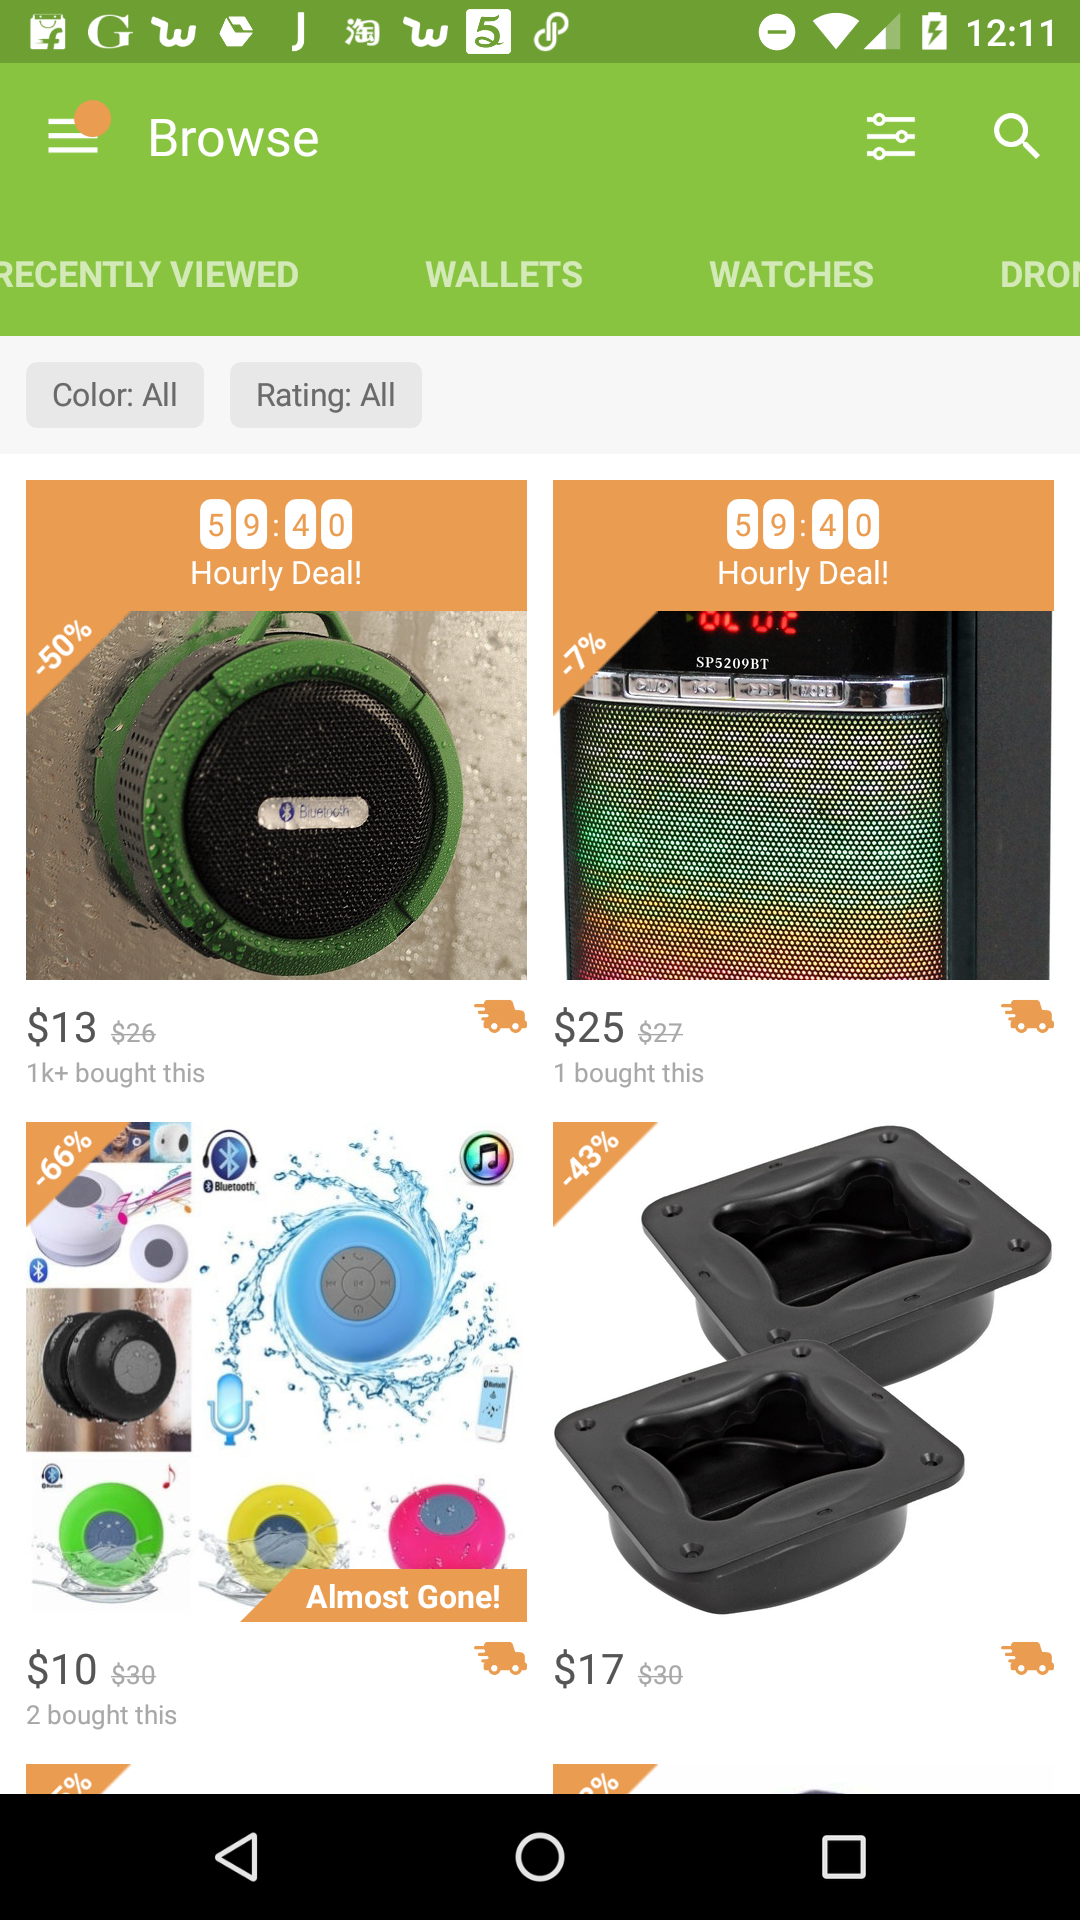 12:11
Browse
RECENTLY VIEWED
WALLETS
WATCHES
DRON
Color: All
Rating: All
59:40
Hourly Deal!
59:40
Hourly Deal!
-50%
Bluetooth
-7%
SP5209BT
MODE
$13 $26
1k+ bought this
$25 $27
1 bought this
-66%
Bluetooth
-43%
Almost Gone!
$10 $30
2 bought this
$17 $30